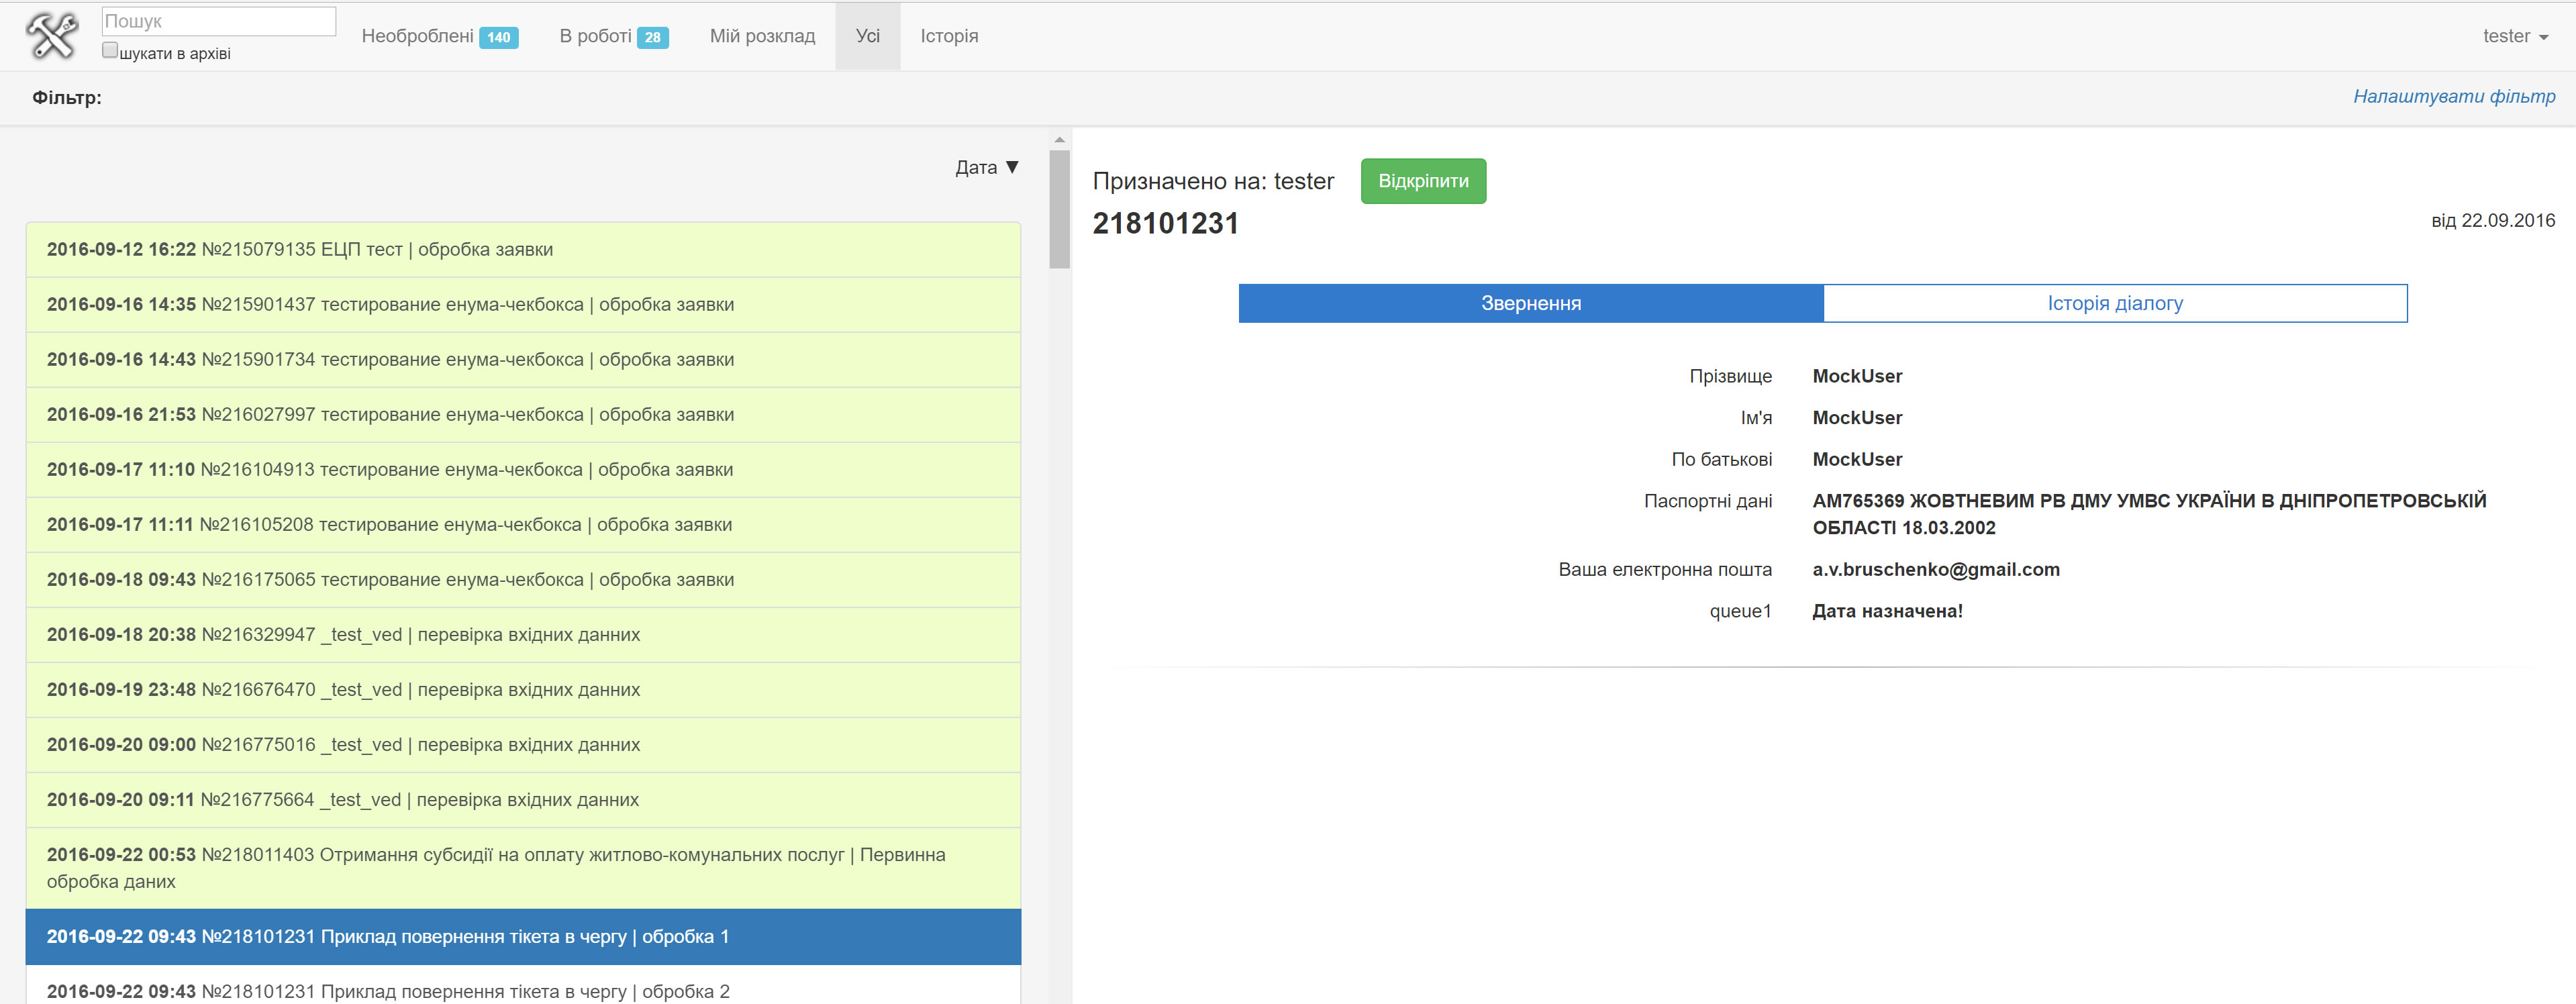 Пошук
шукати в архіві
Необроблені 140
В роботі 28
Мій розклад
Усі
Історія
tester
Фільтр:
Налаштувати фільтр
Дата ▼
2016-09-12 16:22 №215079135 ЕЦП тест | обробка заявки
2016-09-16 14:35 №215901437 тестирование енума-чекбокса | обробка заявки
2016-09-16 14:43 №215901734 тестирование енума-чекбокса | обробка заявки
2016-09-16 21:53 №216027997 тестирование енума-чекбокса | обробка заявки
2016-09-17 11:10 №216104913 тестирование енума-чекбокса | обробка заявки
2016-09-17 11:11 №216105208 тестирование енума-чекбокса | обробка заявки
2016-09-18 09:43 №216175065 тестирование енума-чекбокса | обробка заявки
2016-09-18 20:38 №216329947 _test_ved | перевірка вхідних данних
2016-09-19 23:48 №216676470 _test_ved | перевірка вхідних данних
2016-09-20 09:00 №216775016 _test_ved | перевірка вхідних данних
2016-09-20 09:11 №216775664 _test_ved | перевірка вхідних данних
2016-09-22 00:53 №218011403 Отримання субсидії на оплату житлово-комунальних послуг | Первинна
обробка даних
2016-09-22 09:43 №218101231 Приклад повернення тікета в чергу | обробка 1
2016-09-22 09:43 №218101231 Приклад повернення тікета в чергу | обробка 2
Призначено на: tester
Відкріпити
218101231
від 22.09.2016
Звернення
Історія діалогу
Прізвище MockUser
Ім'я MockUser
По батькові MockUser
Паспортні дані АМ765369 ЖОВТНЕВИМ РВ ДМУ УМВС УКРАЇНИ В ДНІПРОПЕТРОВСЬКІЙ
ОБЛАСТІ 18.03.2002
Ваша електронна пошта a.v.bruschenko@gmail.com
queue1 Дата назначена!